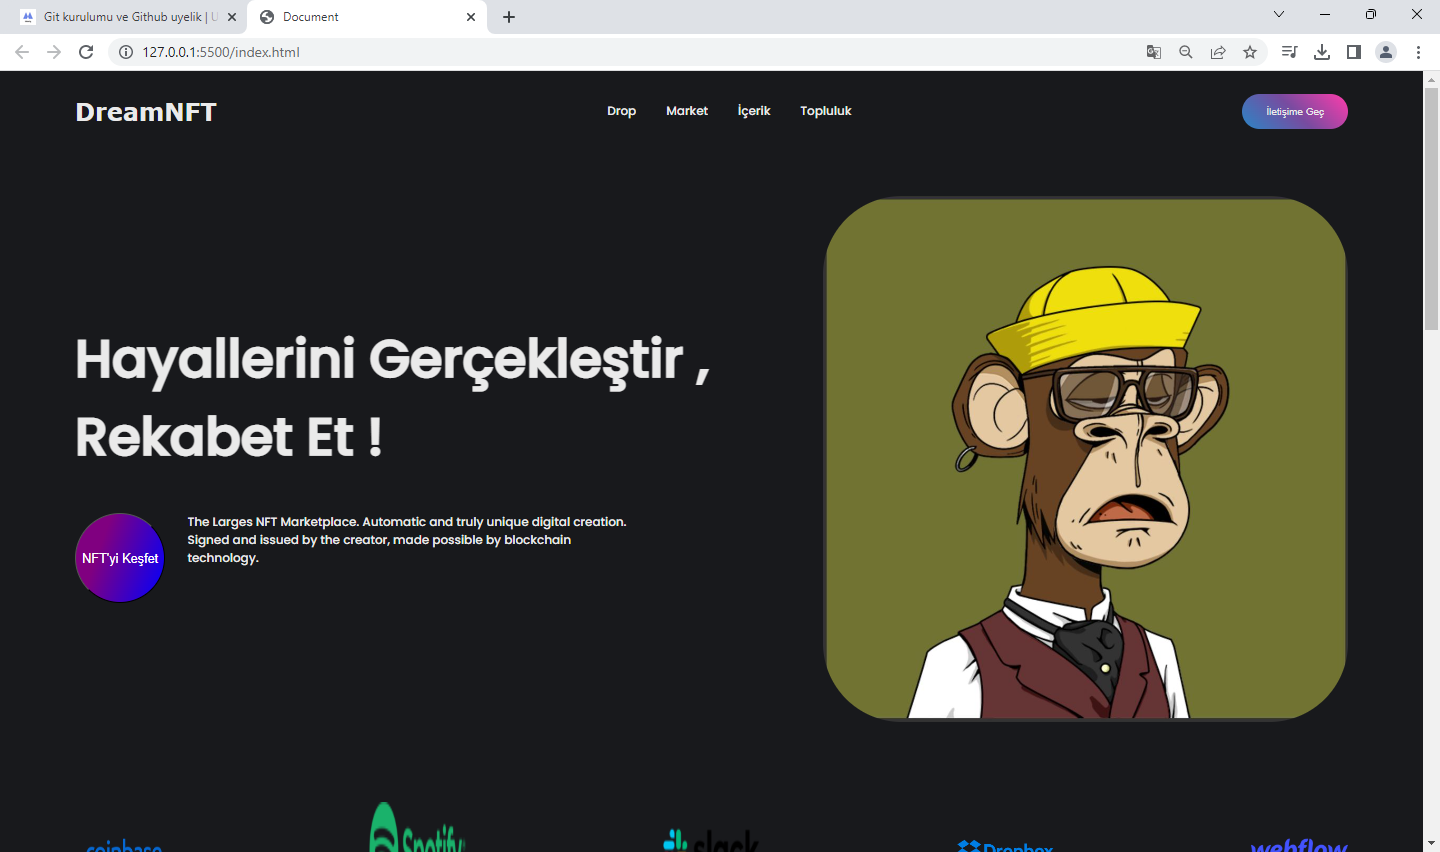 Git kurulumu ve Github uyelik | U
Document
127.0.0.1:5500/index.html
DreamNFT
Drop
Market
İçerik
Topluluk
İletişime Geç
Hayallerini Gerçekleştir ,
Rekabet Et !
NFT'yi Keşfet
The Larges NFT Marketplace. Automatic and truly unique digital creation.
Signed and issued by the creator, made possible by blockchain
technology.
coinbase
Spotify
slack
Dropbox
webflow